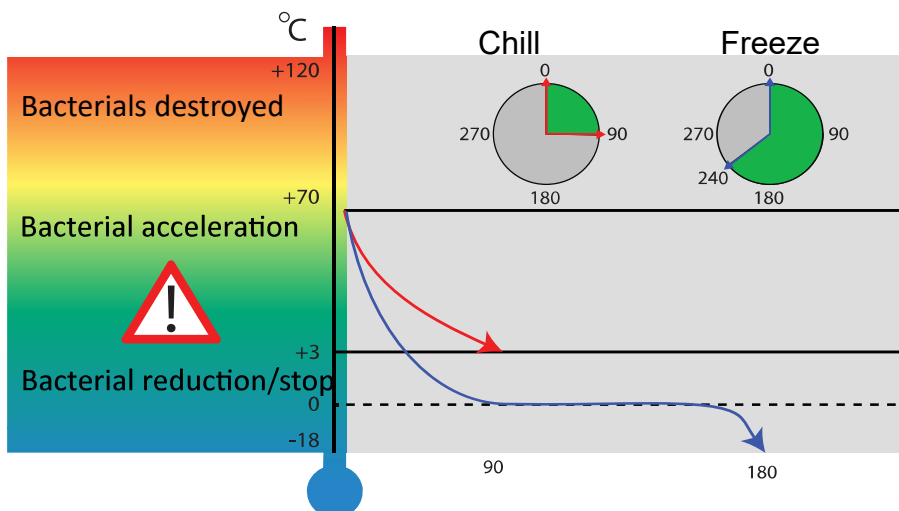 °C
Chill
Freeze
+120
Bacterials destroyed
0
270
90
180
0
270
90
240
180
+70
Bacterial acceleration
!
+3
Bacterial reduction/stop
0
-18
90
180